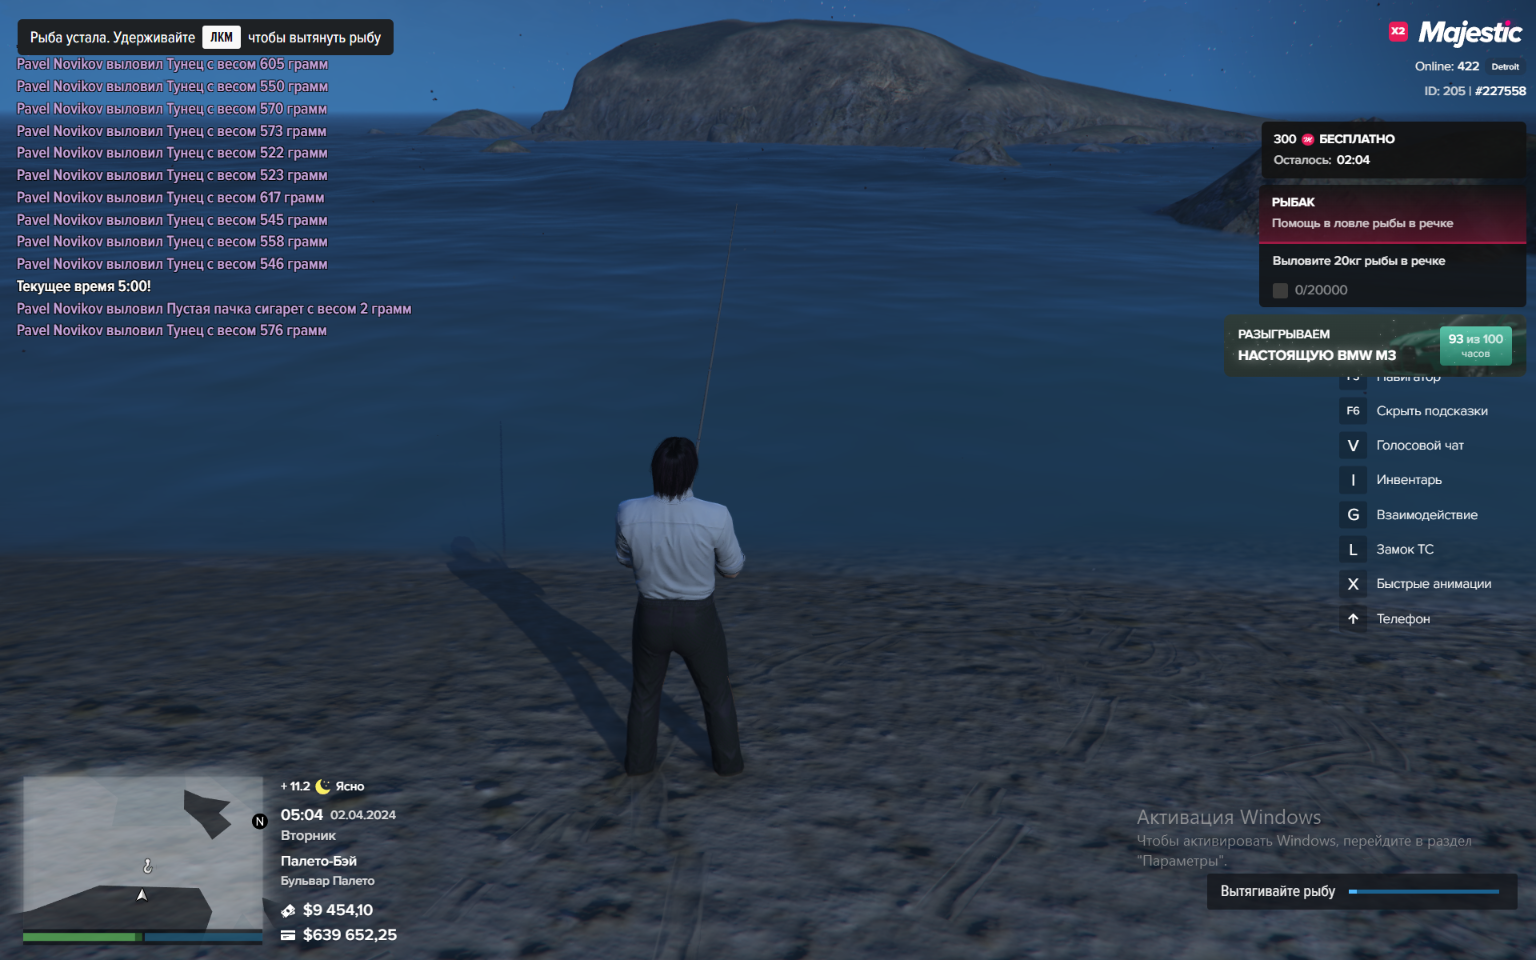 Рыба устала. Удерживайте ЛКМ чтобы вытянуть рыбу
Pavel Novikov выловил Тунец с весом 605 грамм
Pavel Novikov выловил Тунец с весом 550 грамм
Pavel Novikov выловил Тунец с весом 570 грамм
Pavel Novikov выловил Тунец с весом 573 грамм
Pavel Novikov выловил Тунец с весом 522 грамм
Pavel Novikov выловил Тунец с весом 523 грамм
Pavel Novikov выловил Тунец с весом 617 грамм
Pavel Novikov выловил Тунец с весом 545 грамм
Pavel Novikov выловил Тунец с весом 558 грамм
Pavel Novikov выловил Тунец с весом 546 грамм
Текущее время 5:00!
Pavel Novikov выловил Пустая пачка сигарет с весом 2 грамм
Pavel Novikov выловил Тунец с весом 576 грамм
X2 Majestic
Online: 422 Detroit
ID: 205 | #227558
300 БЕСПЛАТНО
Осталось: 02:04
РЫБАК
Помощь в ловле рыбы в речке
Выловите 20кг рыбы в речке
0/20000
РАЗЫГРЫВАЕМ
НАСТОЯЩУЮ BMW M3
93 из 100
часов
Навигатор
F6 Скрыть подсказки
V Голосовой чат
I Инвентарь
G Взаимодействие
L Замок ТС
X Быстрые анимации
Телефон
N
+11.2 Ясно
05:04 02.04.2024
Вторник
Палето-Бэй
Бульвар Палето
$9 454,10
$639 652,25
Активация Windows
Чтобы активировать Windows, перейдите в раздел
"Параметры".
Вытягивайте рыбу